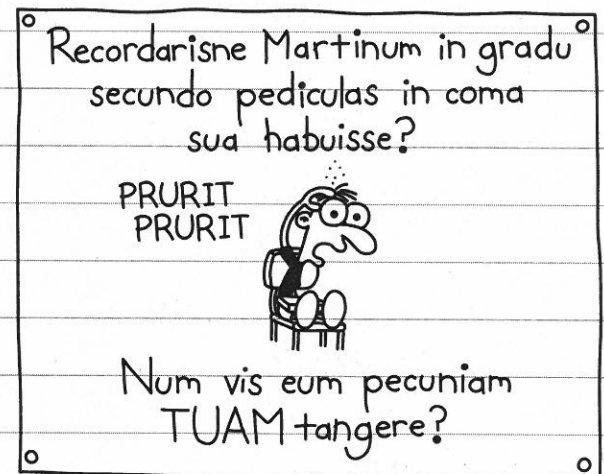 Recordarisne Martinum in gradu
secundo pediculas in coma
sua habuisse?
PRURIT
PRURIT
Num vis eum pecuniam
TUAM tangere?